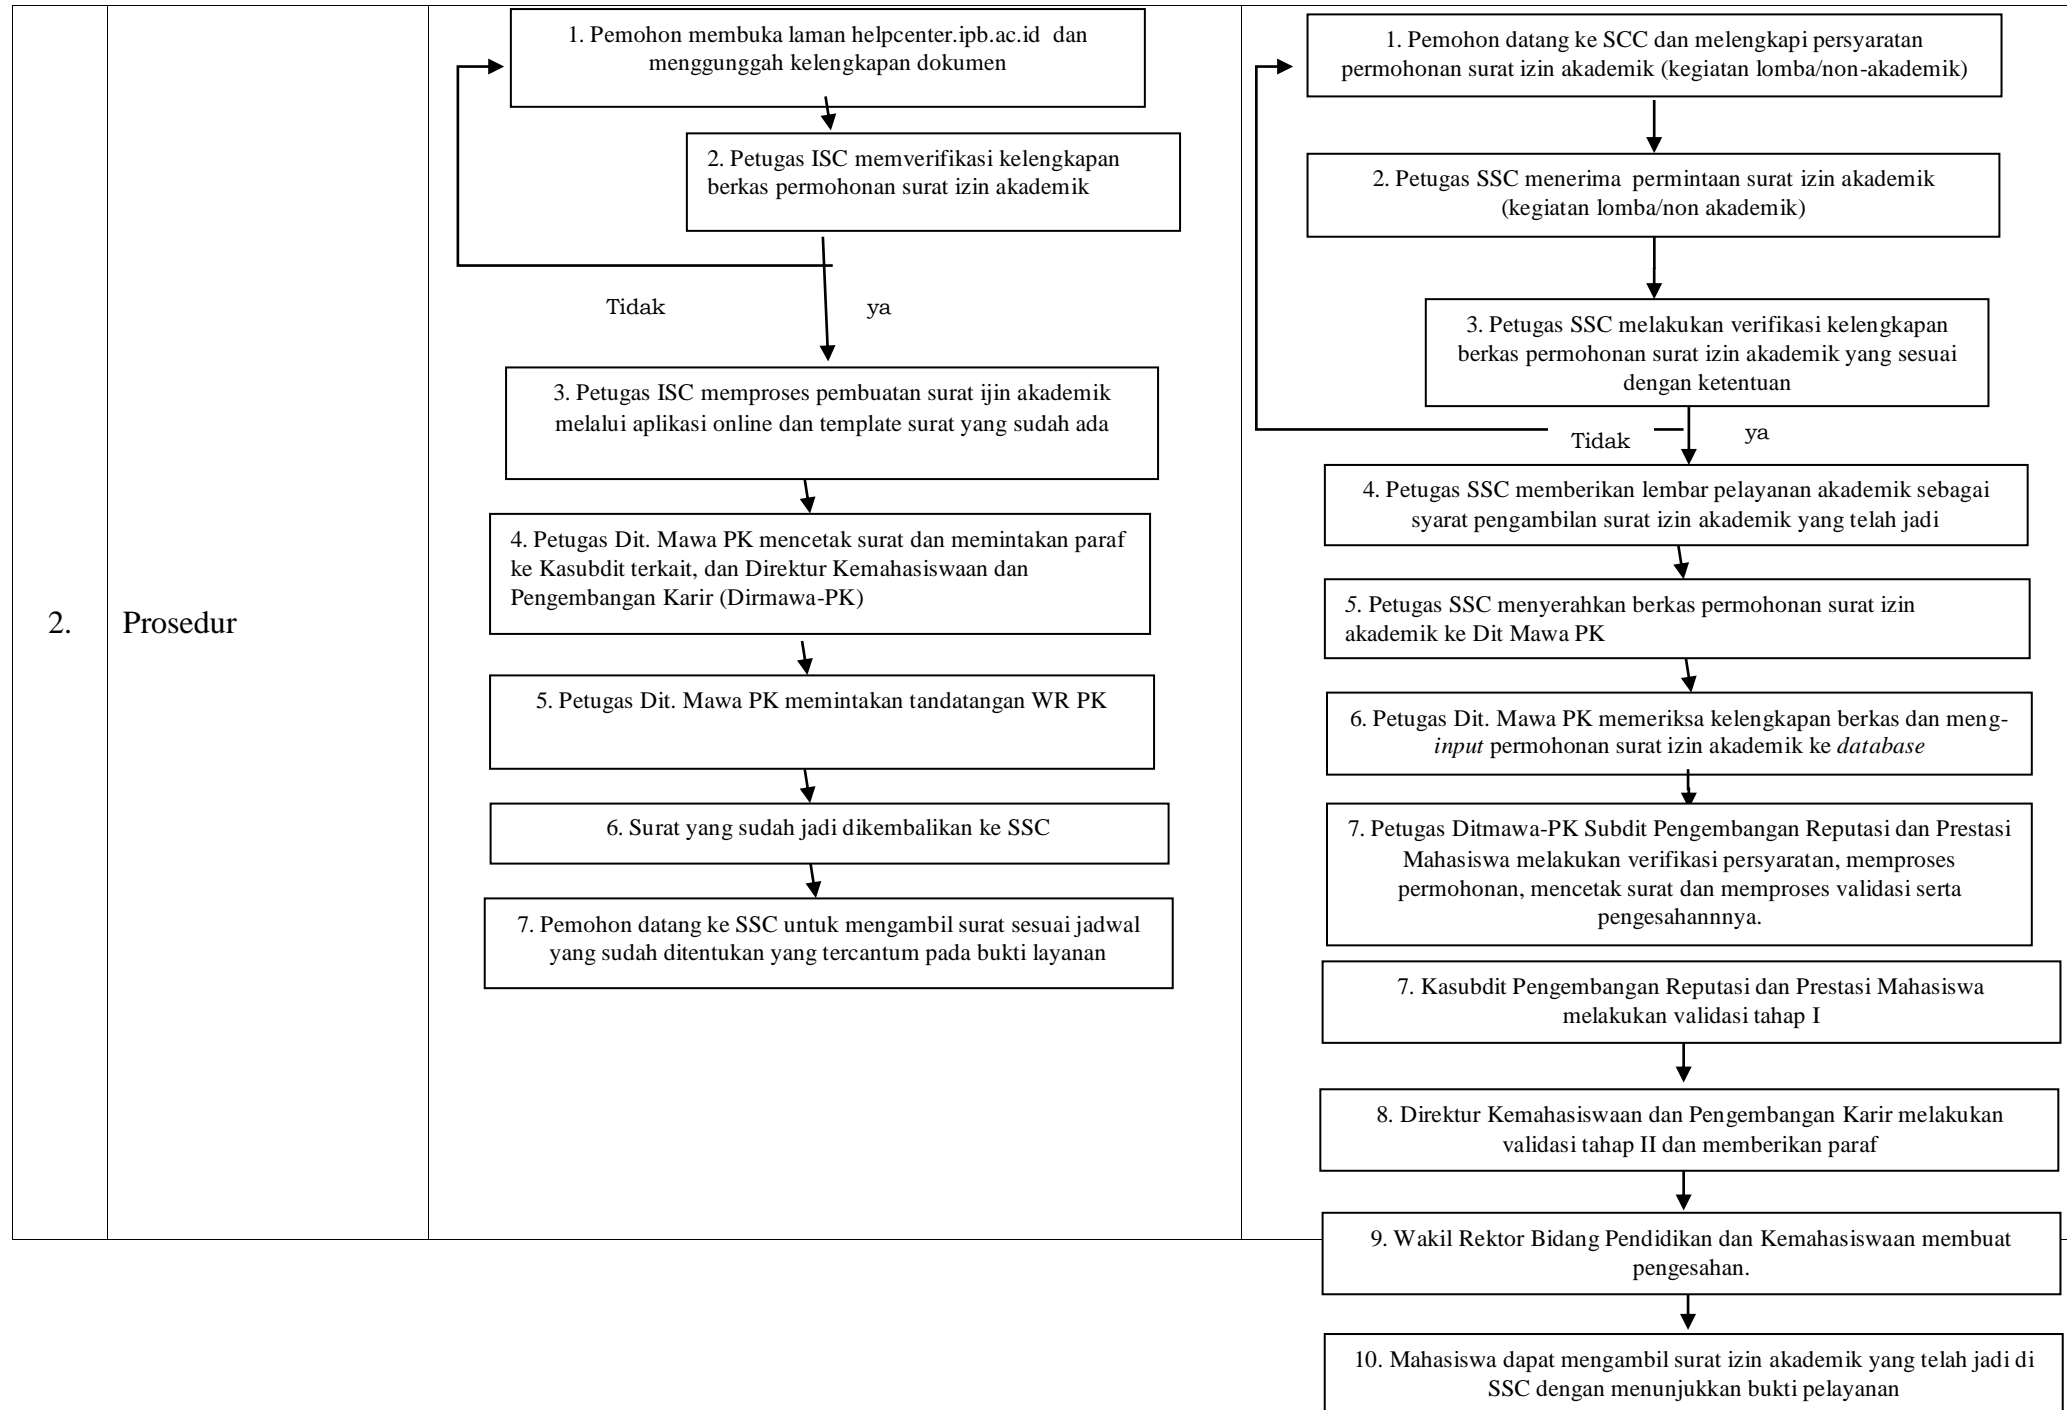 2.
Prosedur
1. Pemohon membuka laman helpcenter.ipb.ac.id dan
menggunggah kelengkapan dokumen
2. Petugas ISC memverifikasi kelengkapan
berkas permohonan surat izin akademik
Tidak
ya
3. Petugas ISC memproses pembuatan surat ijin akademik
melalui aplikasi online dan template surat yang sudah ada
4. Petugas Dit. Mawa PK mencetak surat dan memintakan paraf
ke Kasubdit terkait, dan Direktur Kemahasiswaan dan
Pengembangan Karir (Dirmawa-PK)
5. Petugas Dit. Mawa PK memintakan tandatangan WR PK
6. Surat yang sudah jadi dikembalikan ke SSC
7. Pemohon datang ke SSC untuk mengambil surat sesuai jadwal
yang sudah ditentukan yang tercantum pada bukti layanan
1. Pemohon datang ke SCC dan melengkapi persyaratan
permohonan surat izin akademik (kegiatan lomba/non-akademik)
2. Petugas SSC menerima permintaan surat izin akademik
(kegiatan lomba/non akademik)
3. Petugas SSC melakukan verifikasi kelengkapan
berkas permohonan surat izin akademik yang sesuai
dengan ketentuan
Tidak
ya
4. Petugas SSC memberikan lembar pelayanan akademik sebagai
syarat pengambilan surat izin akademik yang telah jadi
5. Petugas SSC menyerahkan berkas permohonan surat izin
akademik ke Dit Mawa PK
6. Petugas Dit. Mawa PK memeriksa kelengkapan berkas dan meng-
input permohonan surat izin akademik ke database
7. Petugas Ditmawa-PK Subdit Pengembangan Reputasi dan Prestasi
Mahasiswa melakukan verifikasi persyaratan, memproses
permohonan, mencetak surat dan memproses validasi serta
pengesahannnya.
7. Kasubdit Pengembangan Reputasi dan Prestasi Mahasiswa
melakukan validasi tahap I
8. Direktur Kemahasiswaan dan Pengembangan Karir melakukan
validasi tahap II dan memberikan paraf
9. Wakil Rektor Bidang Pendidikan dan Kemahasiswaan membuat
pengesahan.
10. Mahasiswa dapat mengambil surat izin akademik yang telah jadi di
SSC dengan menunjukkan bukti pelayanan